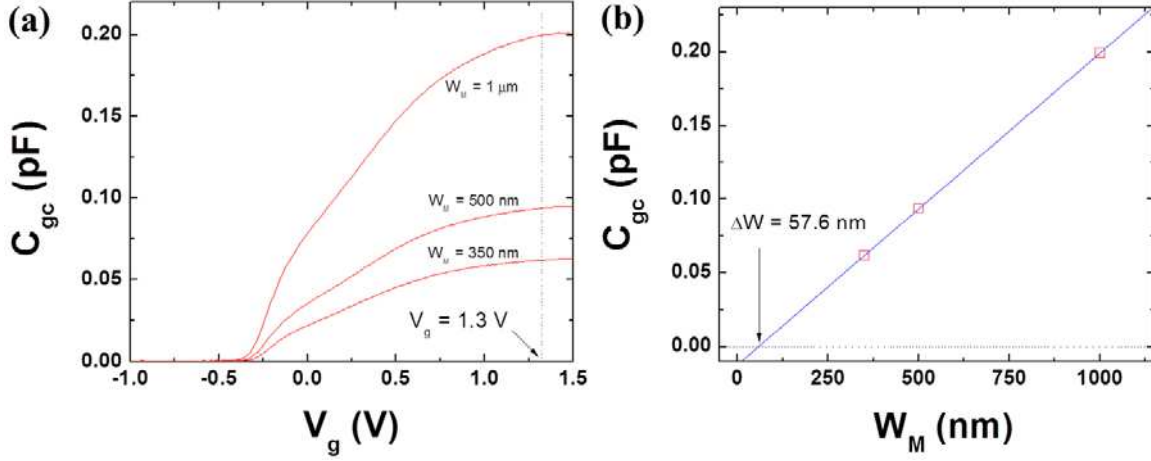 (a)
C_gc (pF)
0.20
0.15
0.10
0.05
0.00
W_M = 1 μm
W_M = 500 nm
W_M = 350 nm
V_g = 1.3 V
-1.0 -0.5 0.0 0.5 1.0 1.5
V_g (V)
(b)
C_gc (pF)
0.20
0.15
0.10
0.05
0.00
ΔW = 57.6 nm
0 250 500 750 1000
W_M (nm)